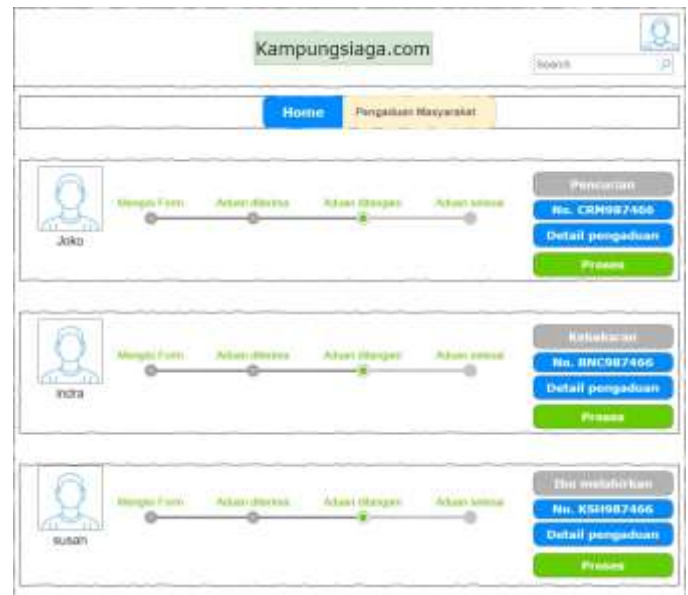 Kampungsiaga.com
Search
Home Pengaduan Masyarakat
Mengisi Form Aduan diterima Aduan ditangani Aduan selesai
Joko
Pencurian
No. CRM987466
Detail pengaduan
Proses
Mengisi Form Aduan diterima Aduan ditangani Aduan selesai
indra
Kebakaran
No. BNC987466
Detail pengaduan
Proses
Mengisi Form Aduan diterima Aduan ditangani Aduan selesai
susan
Ibu melahirkan
No. KSH987466
Detail pengaduan
Proses